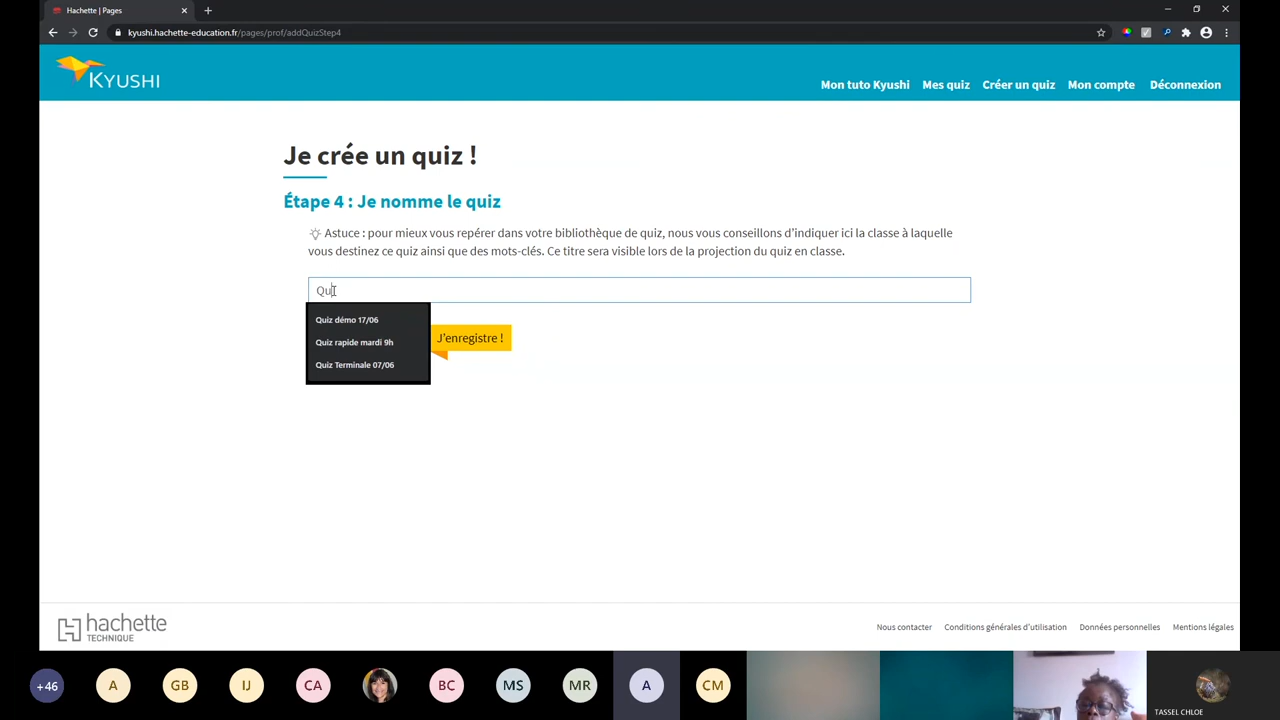 Hachette | Pages
kyushi.hachette-education.fr/pages/prof/addQuizStep4
KYUSHI
Mon tuto Kyushi Mes quiz Créer un quiz Mon compte Déconnexion
Je crée un quiz !
Étape 4 : Je nomme le quiz
Astuce : pour mieux vous repérer dans votre bibliothèque de quiz, nous vous conseillons d'indiquer ici la classe à laquelle
vous destinez ce quiz ainsi que des mots-clés. Ce titre sera visible lors de la projection du quiz en classe.
Qui
Quiz démo 17/06
Quiz rapide mardi 9h
Quiz Terminale 07/06
J'enregistre !
hachette
TECHNIQUE
Nous contacter Conditions générales d'utilisation Données personnelles Mentions légales
+46 A GB IJ CA BC MS MR A CM
TASSEL CHLOE